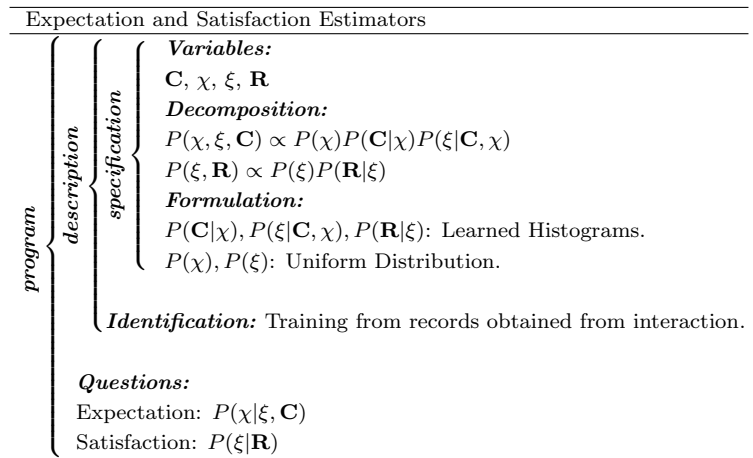 Expectation and Satisfaction Estimators
program
description
specification
Variables:
C, χ, ξ, R
Decomposition:
P(χ, ξ, C) ∝ P(χ)P(C|χ)P(ξ|C, χ)
P(ξ, R) ∝ P(ξ)P(R|ξ)
Formulation:
P(C|χ), P(ξ|C, χ), P(R|ξ): Learned Histograms.
P(χ), P(ξ): Uniform Distribution.
Identification: Training from records obtained from interaction.
Questions:
Expectation: P(χ|ξ, C)
Satisfaction: P(ξ|R)